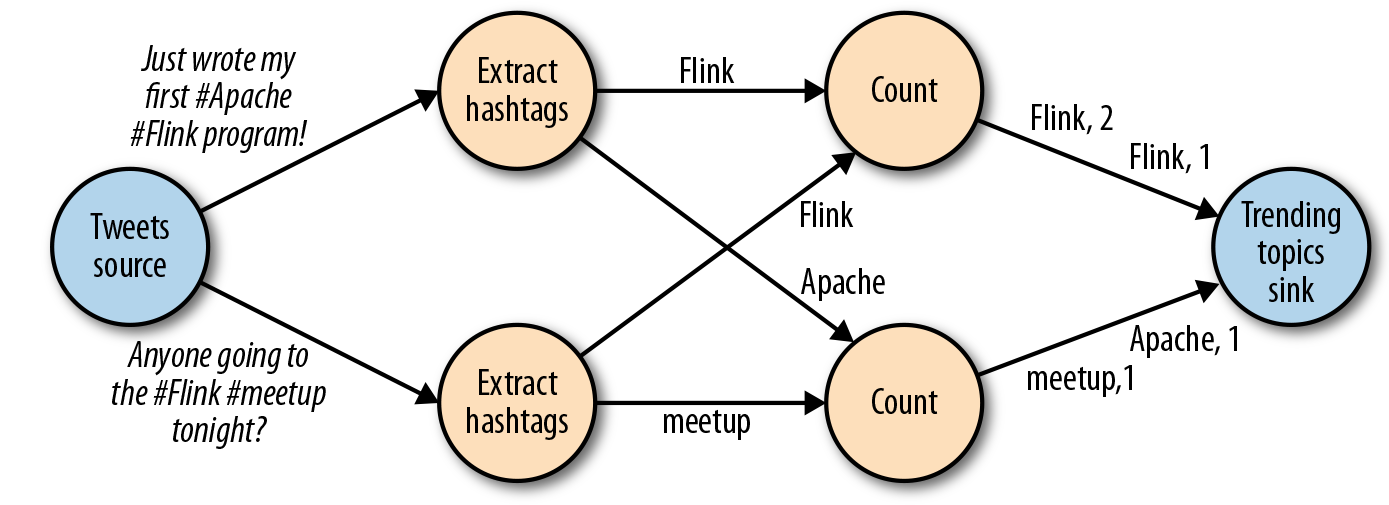 Just wrote my
first #Apache
#Flink program!
Tweets
source
Anyone going to
the #Flink #meetup
tonight?
Extract
hashtags
Extract
hashtags
Flink
Flink
Apache
meetup
Count
Count
Flink, 2
Flink, 1
Apache, 1
meetup,1
Trending
topics
sink